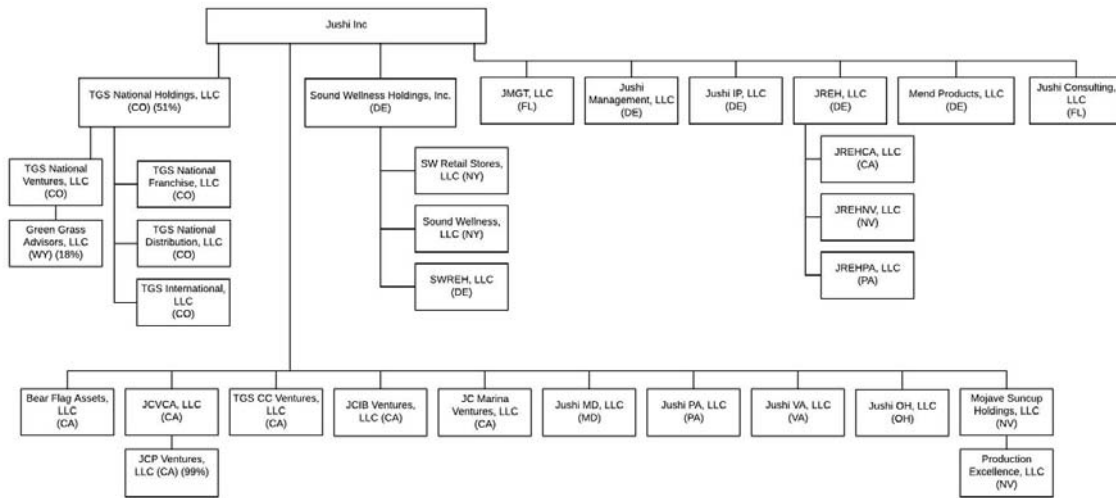 Jushi Inc
TGS National Holdings, LLC
(CO) (51%)
Sound Wellness Holdings, Inc.
(DE)
JMGT, LLC
(FL)
Jushi
Management, LLC
(DE)
Jushi IP, LLC
(DE)
JREH, LLC
(DE)
Mend Products, LLC
(DE)
Jushi Consulting,
LLC
(FL)
TGS National
Ventures, LLC
(CO)
TGS National
Franchise, LLC
(CO)
Green Grass
Advisors, LLC
(WY) (18%)
TGS National
Distribution, LLC
(CO)
TGS International,
LLC
(CO)
SW Retail Stores,
LLC (NY)
Sound Wellness,
LLC (NY)
SWREH, LLC
(DE)
JREHCA, LLC
(CA)
JREHNV, LLC
(NV)
JREHPA, LLC
(PA)
Bear Flag Assets,
LLC
(CA)
JCVCA, LLC
(CA)
TGS CC Ventures,
LLC
(CA)
JCIB Ventures,
LLC (CA)
JC Marina
Ventures, LLC
(CA)
Jushi MD, LLC
(MD)
Jushi PA, LLC
(PA)
Jushi VA, LLC
(VA)
Jushi OH, LLC
(OH)
Mojave Suncup
Holdings, LLC
(NV)
JCP Ventures,
LLC (CA) (99%)
Production
Excellence, LLC
(NV)